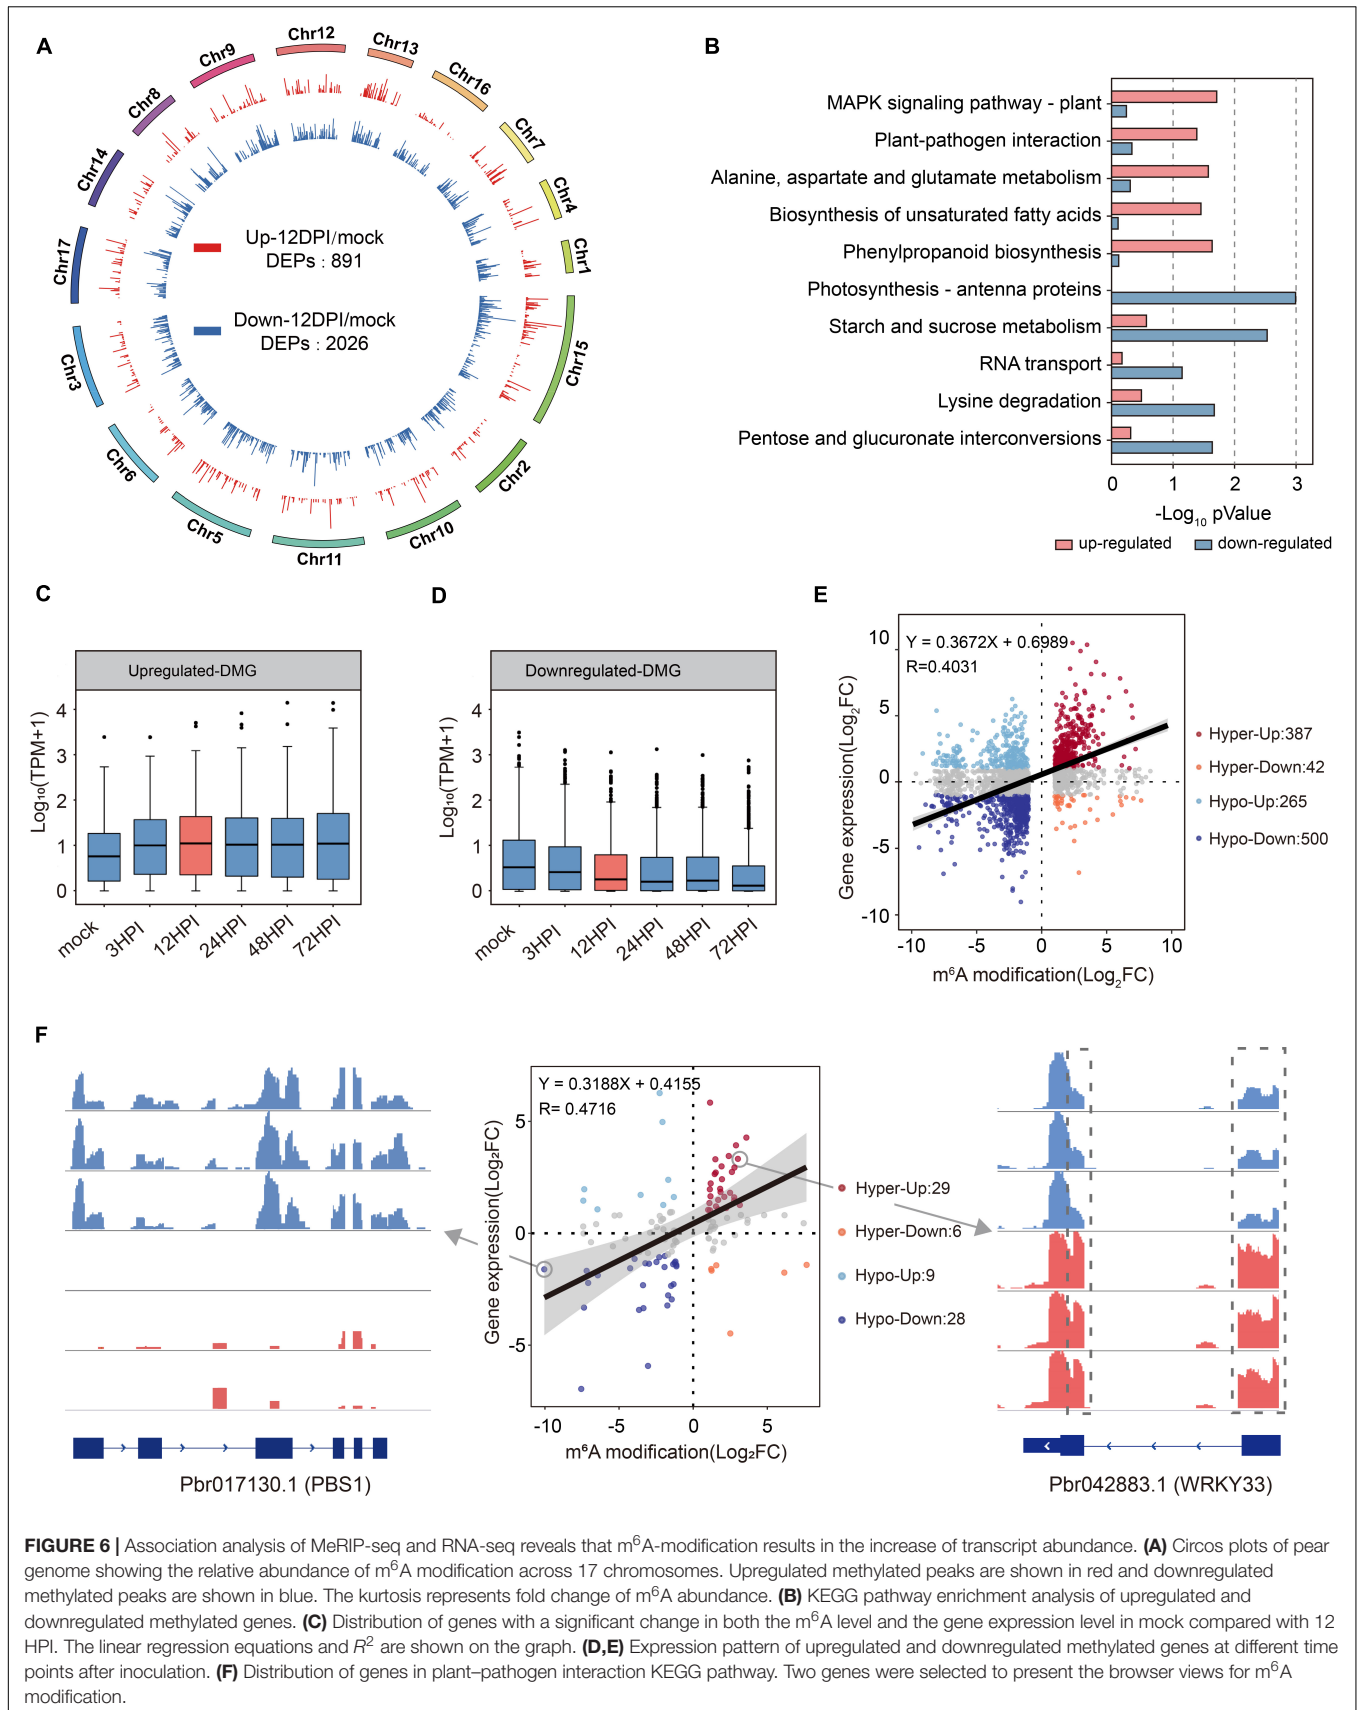 A
Chr12
Chr13
Chr16
Chr7
Chr4
Chr1
Chr15
Chr2
Chr10
Chr11
Chr5
Chr6
Chr3
Chr17
Chr14
Chr8
Chr9
Up-12DPI/mock
DEPs : 891
Down-12DPI/mock
DEPs : 2026
B
MAPK signaling pathway - plant
Plant-pathogen interaction
Alanine, aspartate and glutamate metabolism
Biosynthesis of unsaturated fatty acids
Phenylpropanoid biosynthesis
Photosynthesis - antenna proteins
Starch and sucrose metabolism
RNA transport
Lysine degradation
Pentose and glucuronate interconversions
0 1 2 3
-Log₁₀ pValue
up-regulated down-regulated
C
Upregulated-DMG
Log₁₀(TPM+1)
4
3
2
1
0
mock 3HPI 12HPI 24HPI 48HPI 72HPI
D
Downregulated-DMG
Log₁₀(TPM+1)
4
3
2
1
0
mock 3HPI 12HPI 24HPI 48HPI 72HPI
E
Y = 0.3672X + 0.6989
R=0.4031
Gene expression(Log₂FC)
10
5
0
-5
-10
-10 -5 0 5 10
m⁶A modification(Log₂FC)
Hyper-Up:387
Hyper-Down:42
Hypo-Up:265
Hypo-Down:500
F
Pbr017130.1 (PBS1)
Y = 0.3188X + 0.4155
R= 0.4716
Gene expression(Log₂FC)
5
0
-5
-10 -5 0 5
m⁶A modification(Log₂FC)
Hyper-Up:29
Hyper-Down:6
Hypo-Up:9
Hypo-Down:28
Pbr042883.1 (WRKY33)
FIGURE 6 | Association analysis of MeRIP-seq and RNA-seq reveals that m⁶A-modification results in the increase of transcript abundance. (A) Circos plots of pear
genome showing the relative abundance of m⁶A modification across 17 chromosomes. Upregulated methylated peaks are shown in red and downregulated
methylated peaks are shown in blue. The kurtosis represents fold change of m⁶A abundance. (B) KEGG pathway enrichment analysis of upregulated and
downregulated methylated genes. (C) Distribution of genes with a significant change in both the m⁶A level and the gene expression level in mock compared with 12
HPI. The linear regression equations and R² are shown on the graph. (D,E) Expression pattern of upregulated and downregulated methylated genes at different time
points after inoculation. (F) Distribution of genes in plant–pathogen interaction KEGG pathway. Two genes were selected to present the browser views for m⁶A
modification.